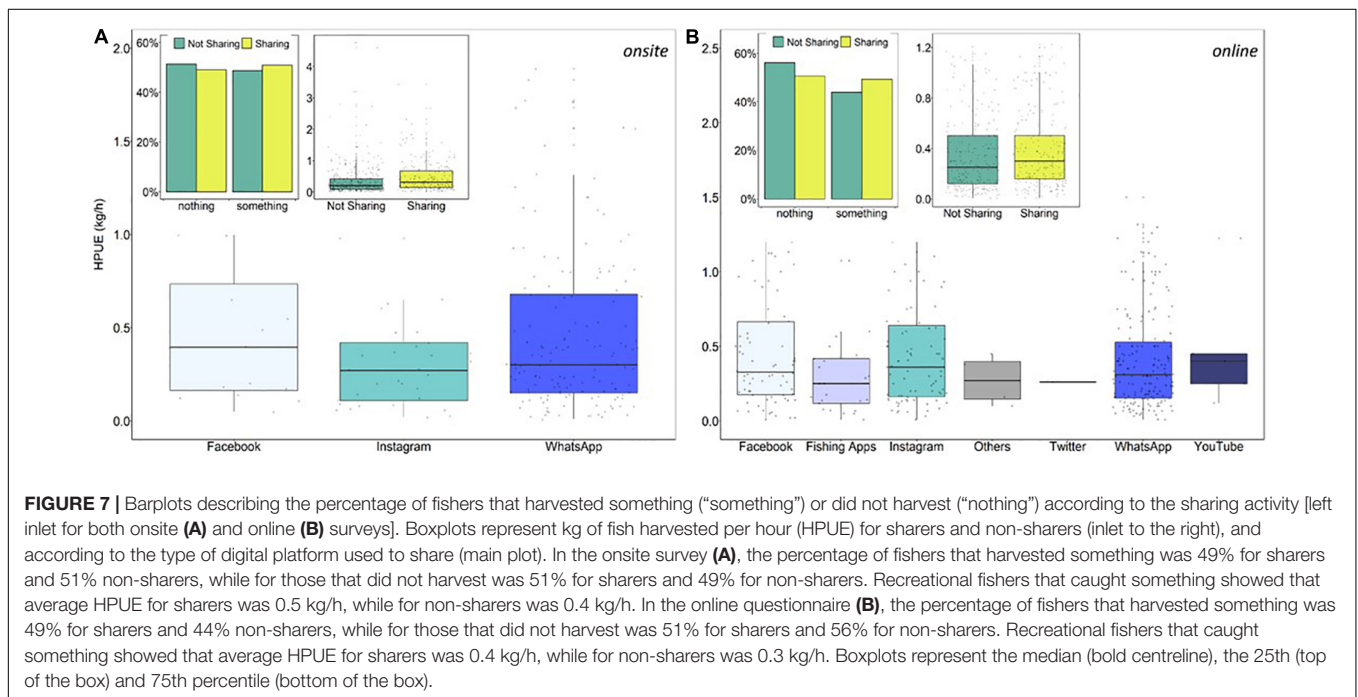 A
onsite
HPUE (kg/h)
2.0
1.5
1.0
0.5
0.0
Not Sharing Sharing
60%
40%
20%
0%
nothing something
4
3
2
1
0
Not Sharing Sharing
Facebook Instagram WhatsApp
B
online
2.5
2.0
1.5
1.0
0.5
0.0
Not Sharing Sharing
60%
40%
20%
0%
nothing something
1.2
0.8
0.4
0.0
Not Sharing Sharing
Facebook Fishing Apps Instagram Others Twitter WhatsApp YouTube
FIGURE 7 | Barplots describing the percentage of fishers that harvested something (“something”) or did not harvest (“nothing”) according to the sharing activity [left
inlet for both onsite (A) and online (B) surveys]. Boxplots represent kg of fish harvested per hour (HPUE) for sharers and non-sharers (inlet to the right), and
according to the type of digital platform used to share (main plot). In the onsite survey (A), the percentage of fishers that harvested something was 49% for sharers
and 51% non-sharers, while for those that did not harvest was 51% for sharers and 49% for non-sharers. Recreational fishers that caught something showed that
average HPUE for sharers was 0.5 kg/h, while for non-sharers was 0.4 kg/h. In the online questionnaire (B), the percentage of fishers that harvested something was
49% for sharers and 44% non-sharers, while for those that did not harvest was 51% for sharers and 56% for non-sharers. Recreational fishers that caught
something showed that average HPUE for sharers was 0.4 kg/h, while for non-sharers was 0.3 kg/h. Boxplots represent the median (bold centreline), the 25th (top
of the box) and 75th percentile (bottom of the box).